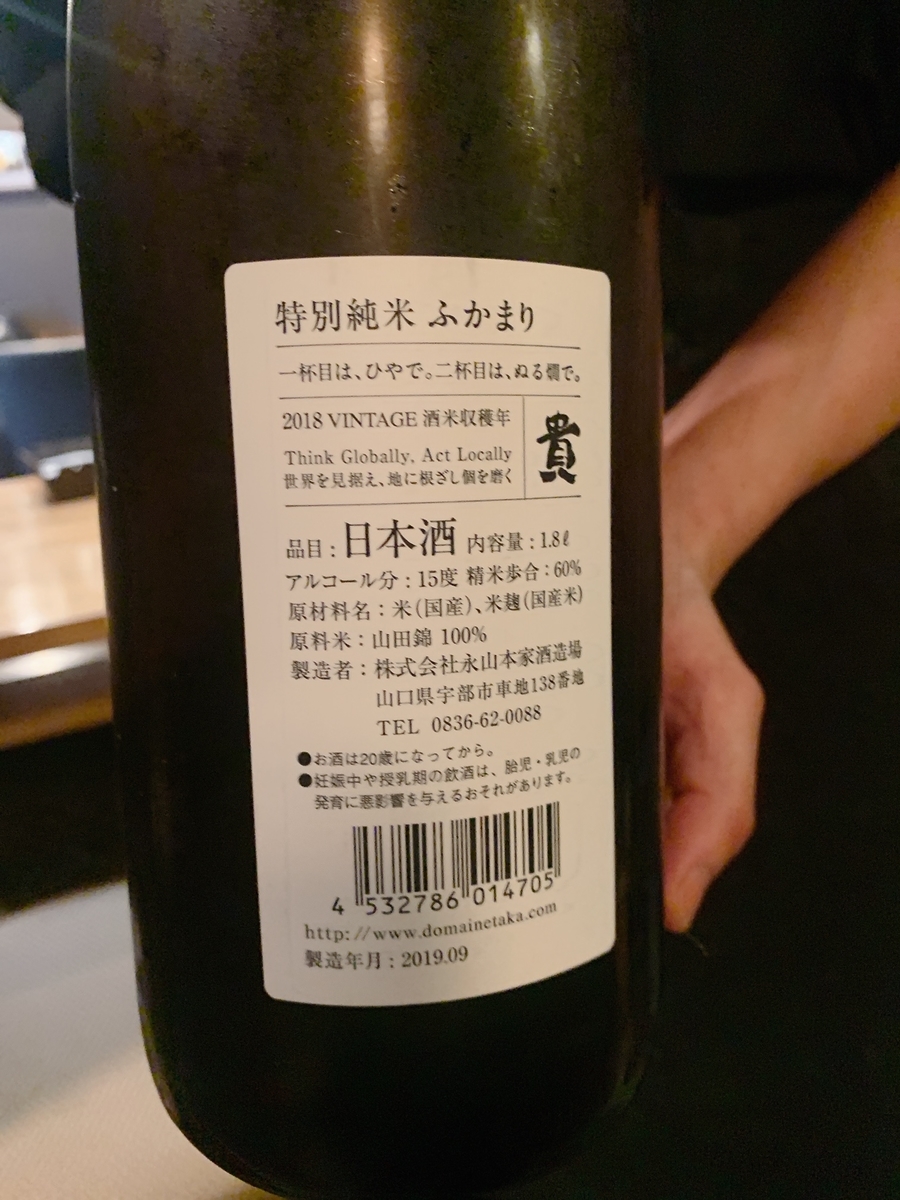 特別純米 ふかまり
一杯目は、ひやで。二杯目は、ぬる燗で。
2018 VINTAGE 酒米収穫年
Think Globally, Act Locally
世界を見据え、地に根ざし個を磨く
貴
品目：日本酒 内容量：1.8ℓ
アルコール分：15度 精米歩合：60%
原材料名：米（国産）、米麹（国産米）
原料米：山田錦 100%
製造者：株式会社永山本家酒造場
山口県宇部市車地138番地
TEL 0836-62-0088
●お酒は20歳になってから。
●妊娠中や授乳期の飲酒は、胎児・乳児の
発育に悪影響を与えるおそれがあります。
4 532786 014705
http://www.domainetaka.com
製造年月：2019.09